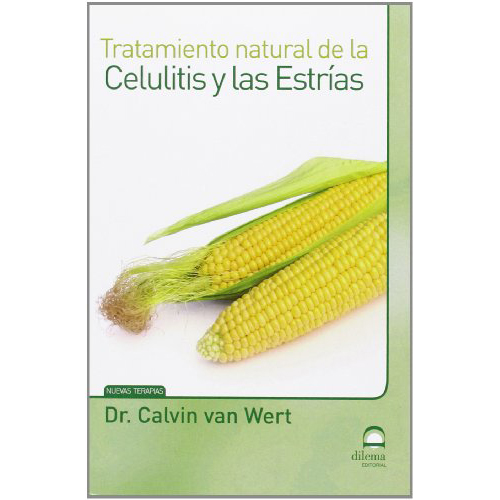 Tratamiento natural de la
Celulitis y las Estrías
NUEVAS TERAPIAS
Dr. Calvin van Wert
dilema
EDITORIAL